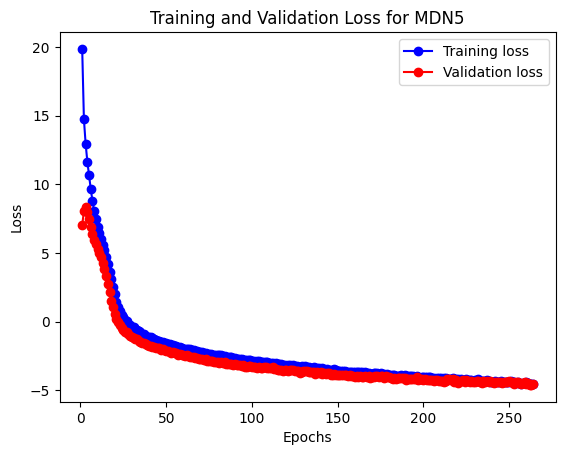 Training and Validation Loss for MDN5
Training loss
Validation loss
20
15
10
5
0
−5
Loss
0
50
100
150
200
250
Epochs